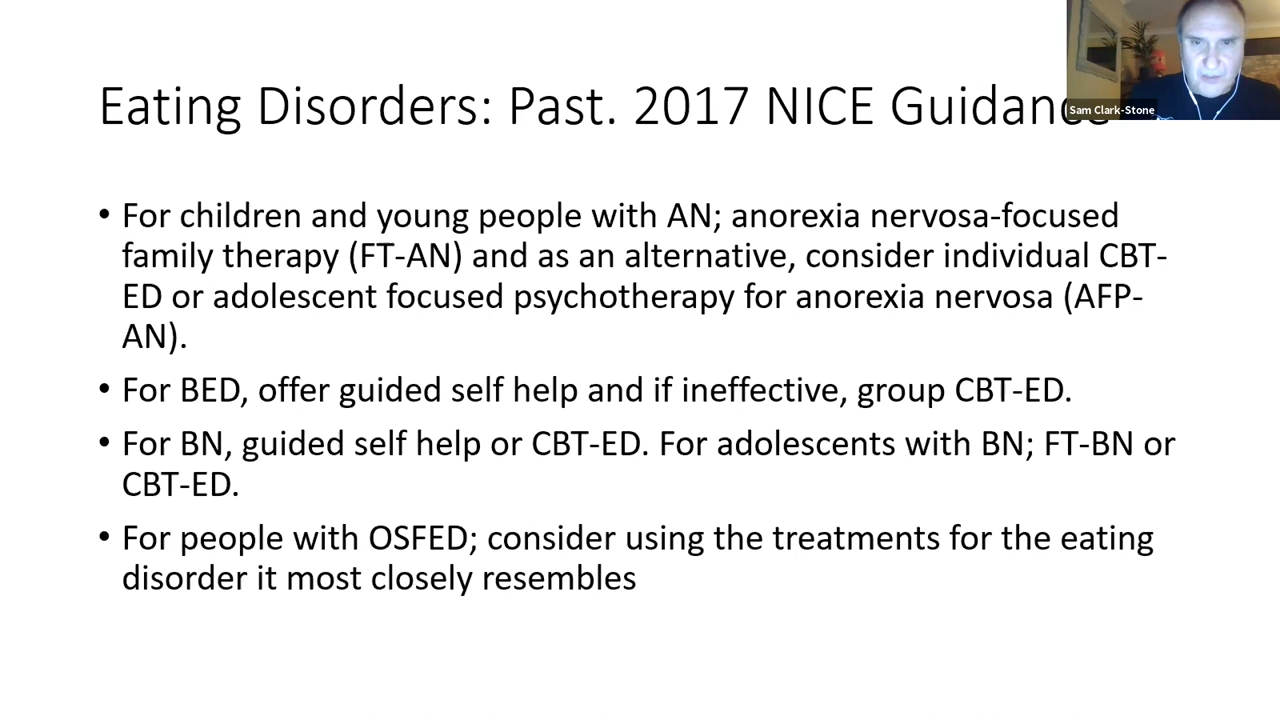 Eating Disorders: Past. 2017 NICE Guidance
Sam Clark-Stone
• For children and young people with AN; anorexia nervosa-focused
family therapy (FT-AN) and as an alternative, consider individual CBT-
ED or adolescent focused psychotherapy for anorexia nervosa (AFP-
AN).
• For BED, offer guided self help and if ineffective, group CBT-ED.
• For BN, guided self help or CBT-ED. For adolescents with BN; FT-BN or
CBT-ED.
• For people with OSFED; consider using the treatments for the eating
disorder it most closely resembles